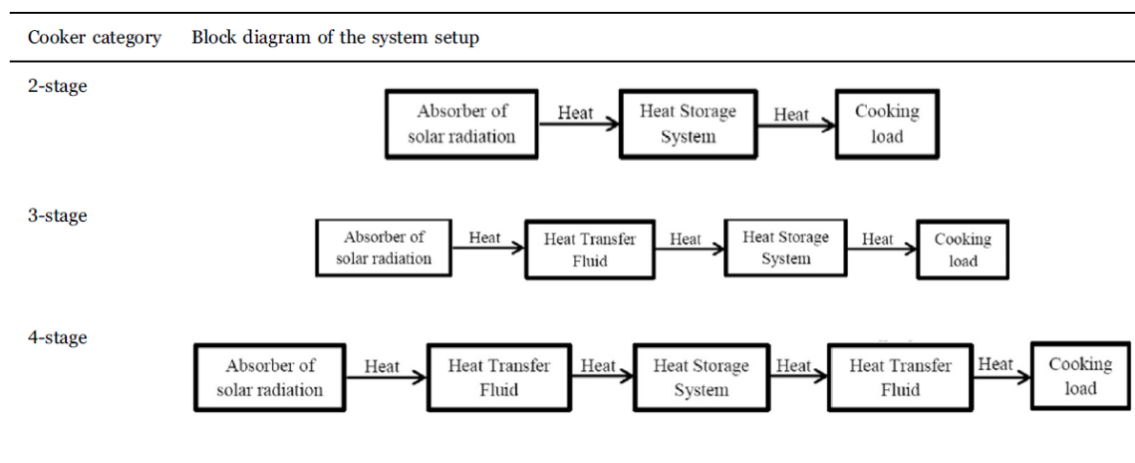 Cooker category Block diagram of the system setup
2-stage
Absorber of
solar radiation
Heat
Heat Storage
System
Heat
Cooking
load
3-stage
Absorber of
solar radiation
Heat
Heat Transfer
Fluid
Heat
Heat Storage
System
Heat
Cooking
load
4-stage
Absorber of
solar radiation
Heat
Heat Transfer
Fluid
Heat
Heat Storage
System
Heat
Heat Transfer
Fluid
Heat
Cooking
load